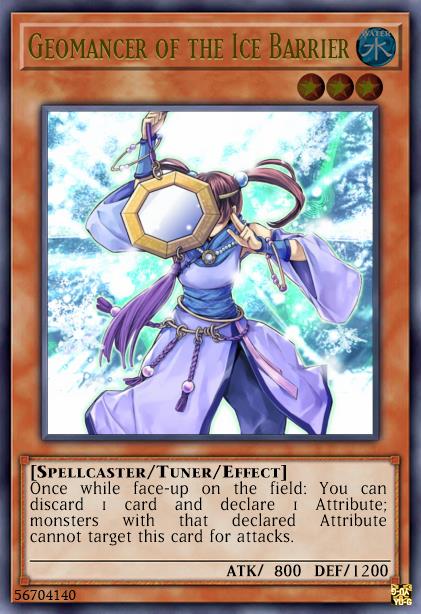 GEOMANCER OF THE ICE BARRIER
WATER
水
[SPELLCASTER/TUNER/EFFECT]
Once while face-up on the field: You can
discard 1 card and declare 1 Attribute;
monsters with that declared Attribute
cannot target this card for attacks.
ATK/ 800 DEF/1200
56704140